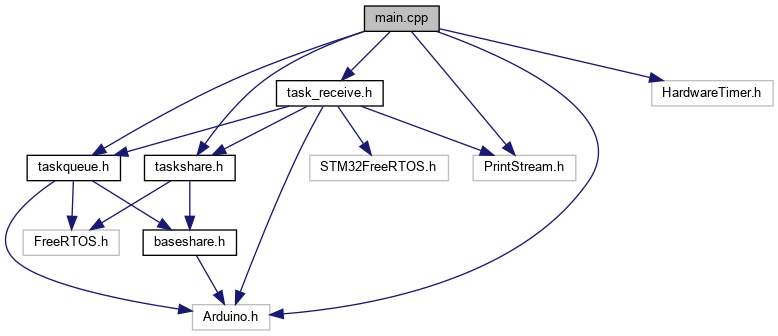 main.cpp
task_receive.h
HardwareTimer.h
taskqueue.h
taskshare.h
STM32FreeRTOS.h
PrintStream.h
FreeRTOS.h
baseshare.h
Arduino.h